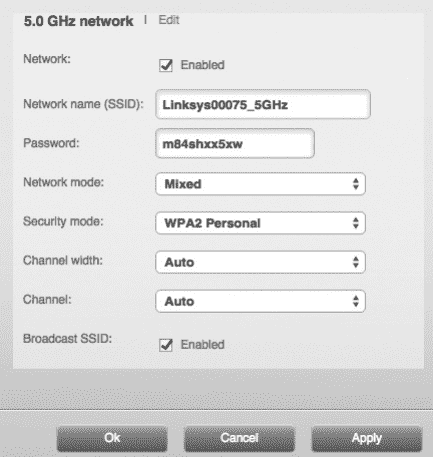 5.0 GHz network | Edit
Network: Enabled
Network name (SSID): Linksys00075_5GHz
Password: m84shxx5xw
Network mode: Mixed
Security mode: WPA2 Personal
Channel width: Auto
Channel: Auto
Broadcast SSID: Enabled
Ok Cancel Apply